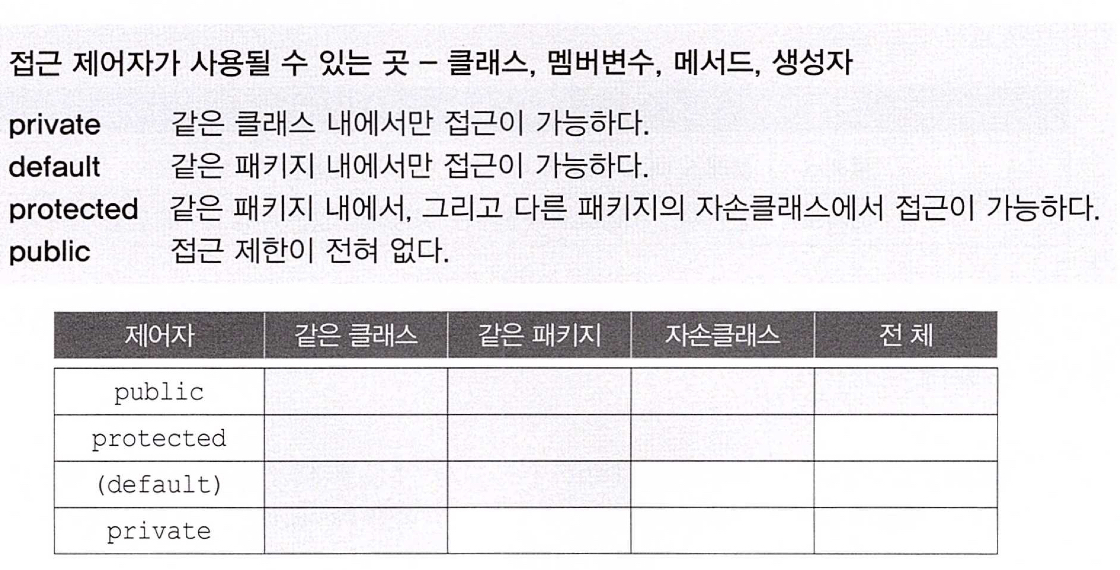 접근 제어자가 사용될 수 있는 곳 – 클래스, 멤버변수, 메서드, 생성자
private 같은 클래스 내에서만 접근이 가능하다.
default 같은 패키지 내에서만 접근이 가능하다.
protected 같은 패키지 내에서, 그리고 다른 패키지의 자손클래스에서 접근이 가능하다.
public 접근 제한이 전혀 없다.
제어자 같은 클래스 같은 패키지 자손클래스 전 체
public
protected
(default)
private